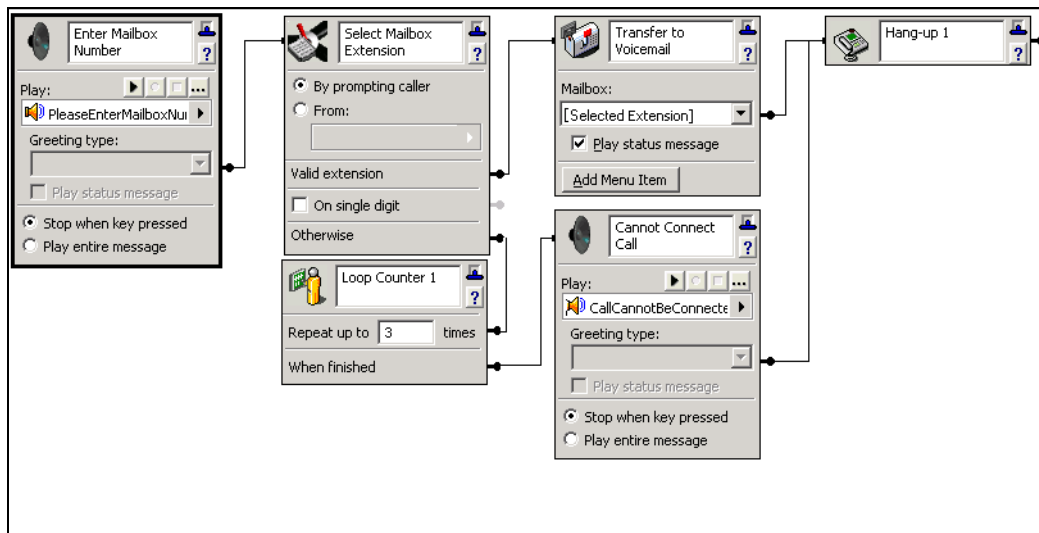 Enter Mailbox
Number
?
Play:
...
PleaseEnterMailboxNu
Greeting type:
Play status message
Stop when key pressed
Play entire message
Select Mailbox
Extension
?
By prompting caller
From:
Valid extension
On single digit
Otherwise
Loop Counter 1
?
Repeat up to 3 times
When finished
Transfer to
Voicemail
?
Mailbox:
[Selected Extension]
Play status message
Add Menu Item
Cannot Connect
Call
?
Play:
...
CallCannotBeConnecte
Greeting type:
Play status message
Stop when key pressed
Play entire message
Hang-up 1
?